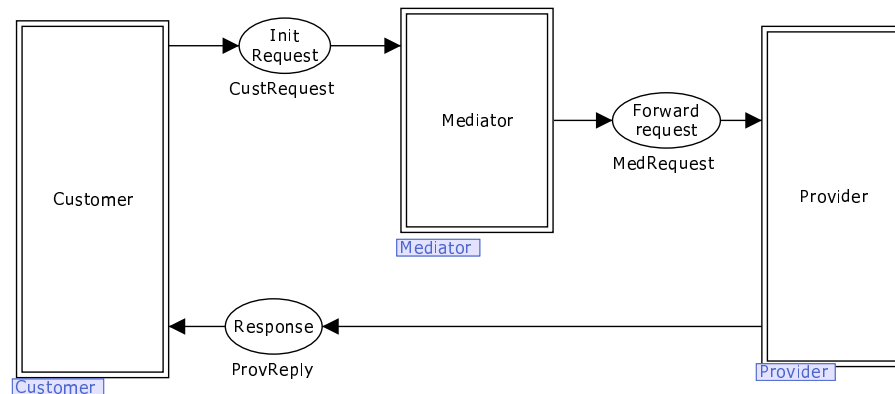 Init
Request
CustRequest
Mediator
Forward
request
MedRequest
Customer
Provider
Mediator
Response
ProvReply
Provider
Customer